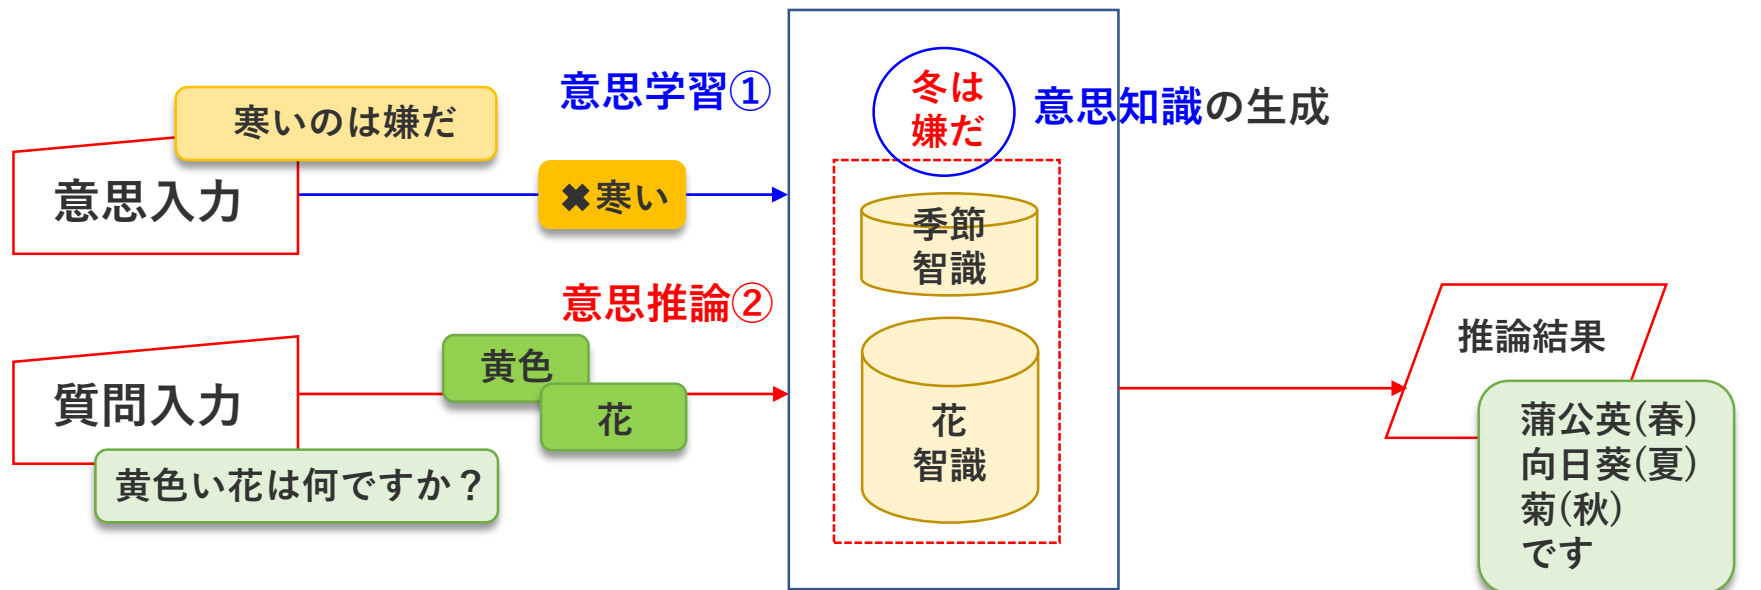 意思学習①
寒いのは嫌だ
意思入力
✖寒い
冬は
嫌だ
意思知識の生成
季節
智識
意思推論②
質問入力
黄色
花
黄色い花は何ですか？
花
智識
推論結果
蒲公英(春)
向日葵(夏)
菊(秋)
です